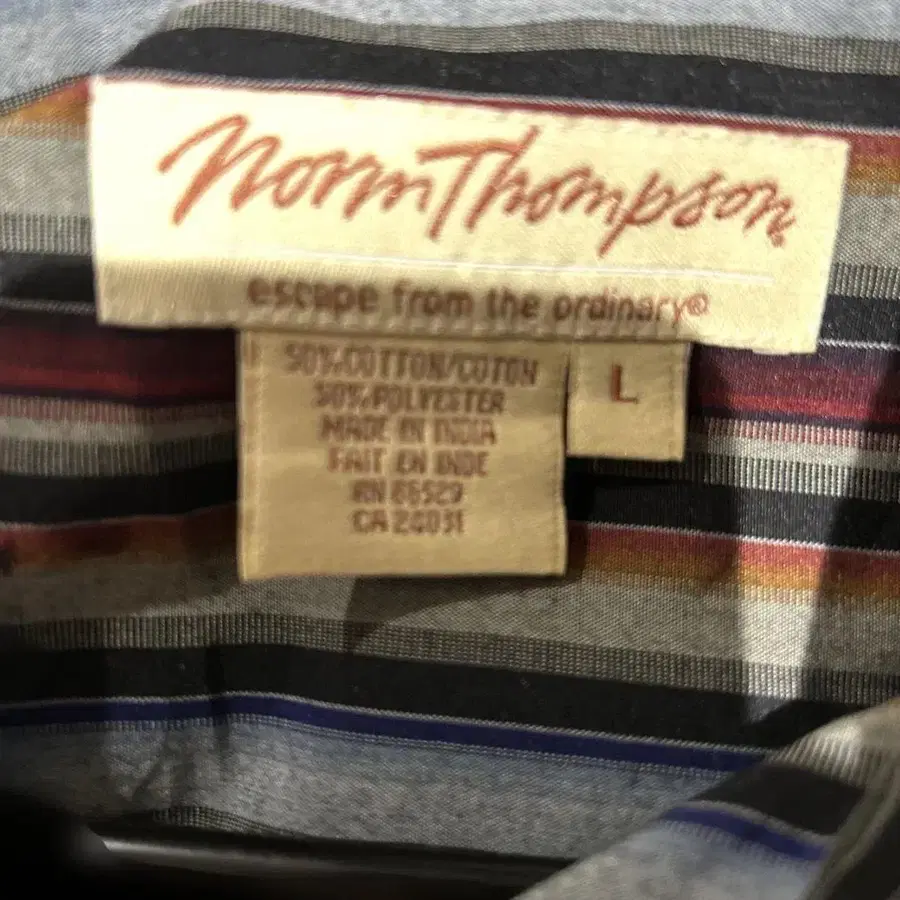 Norm Thompson
escape from the ordinary®
50% COTTON/COTON
50% POLYESTER
MADE IN INDIA
FAIT EN INDE
RN 86529
CA 24031
L